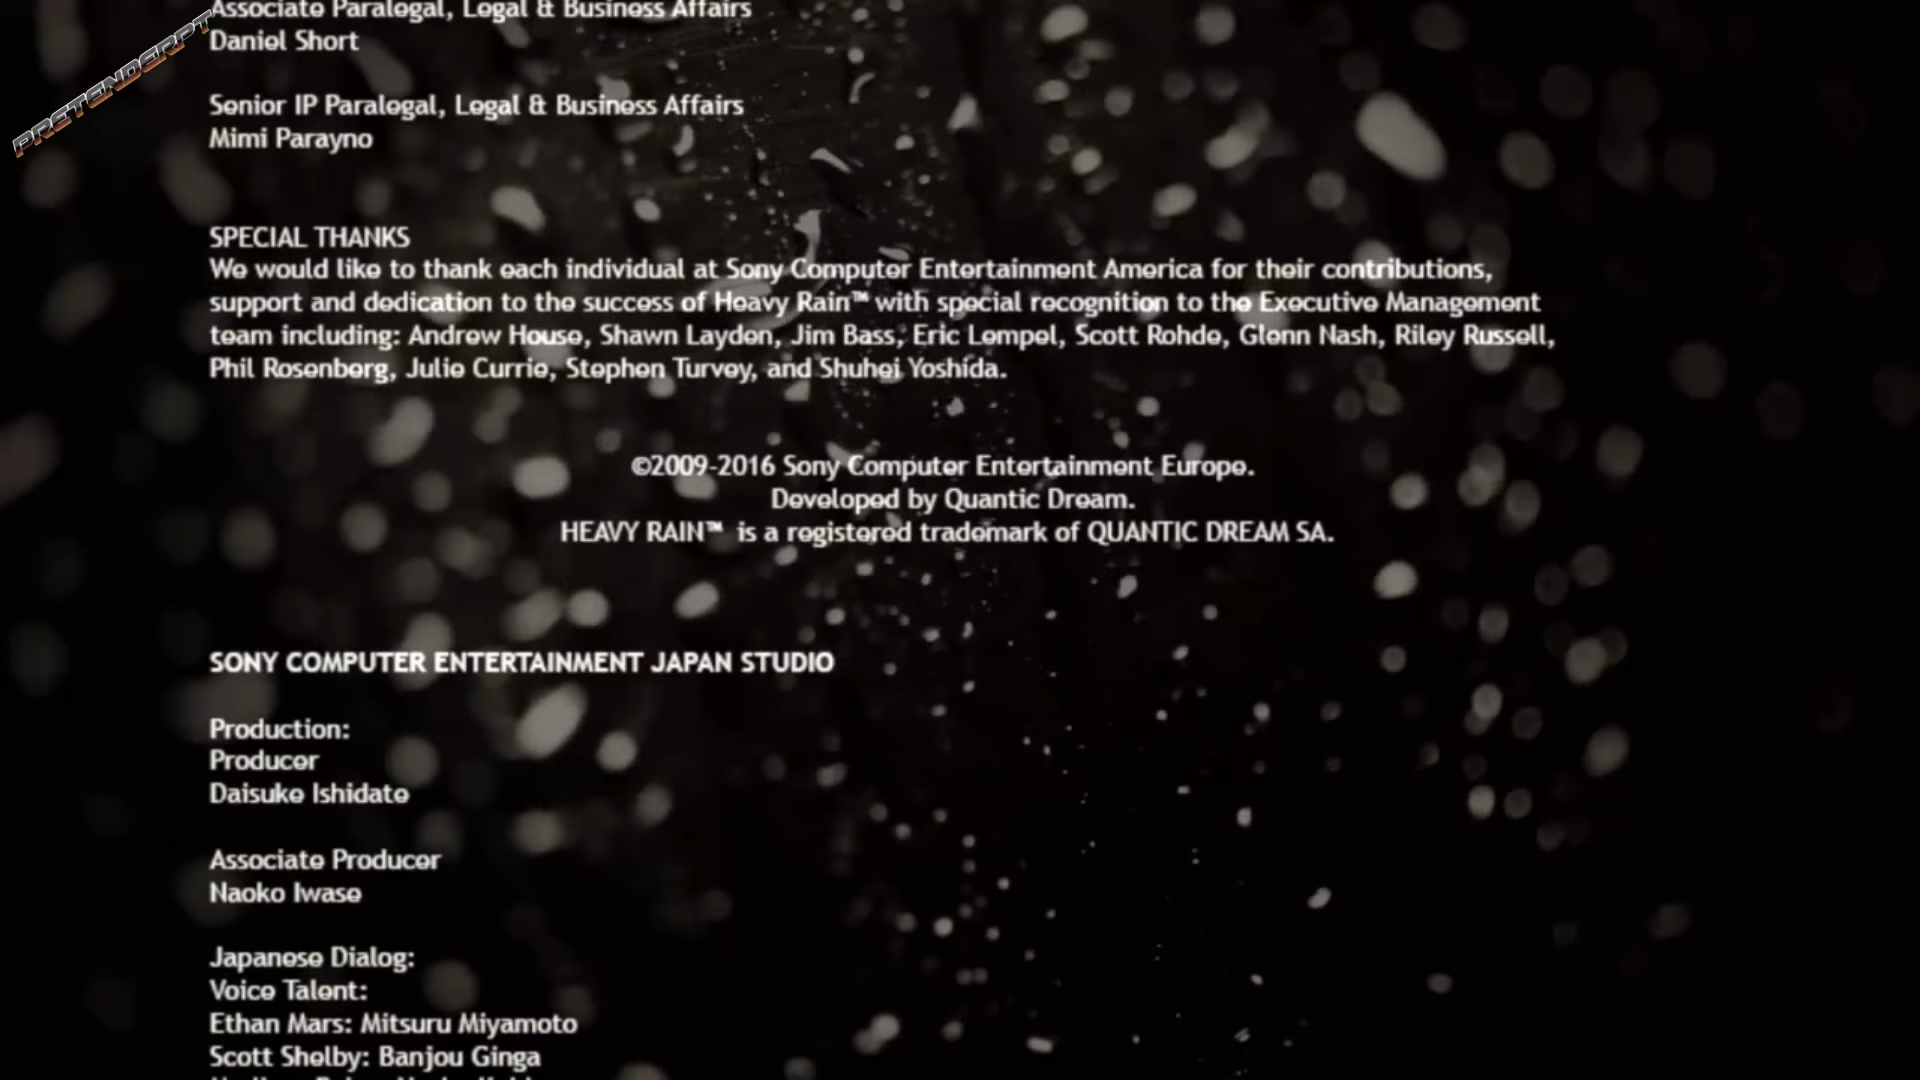 Associate Paralegal, Legal & Business Affairs
PRETENDERPT
Daniel Short
Senior IP Paralegal, Legal & Business Affairs
Mimi Parayno
SPECIAL THANKS
We would like to thank each individual at Sony Computer Entertainment America for their contributions,
support and dedication to the success of Heavy Rain™ with special recognition to the Executive Management
team including: Andrew House, Shawn Layden, Jim Bass, Eric Lempel, Scott Rohde, Glenn Nash, Riley Russell,
Phil Rosenberg, Julie Currie, Stephen Turvey, and Shuhei Yoshida.
©2009-2016 Sony Computer Entertainment Europe.
Developed by Quantic Dream.
HEAVY RAIN™ is a registered trademark of QUANTIC DREAM SA.
SONY COMPUTER ENTERTAINMENT JAPAN STUDIO
Production:
Producer
Daisuke Ishidate
Associate Producer
Naoko Iwase
Japanese Dialog:
Voice Talent:
Ethan Mars: Mitsuru Miyamoto
Scott Shelby: Banjou Ginga